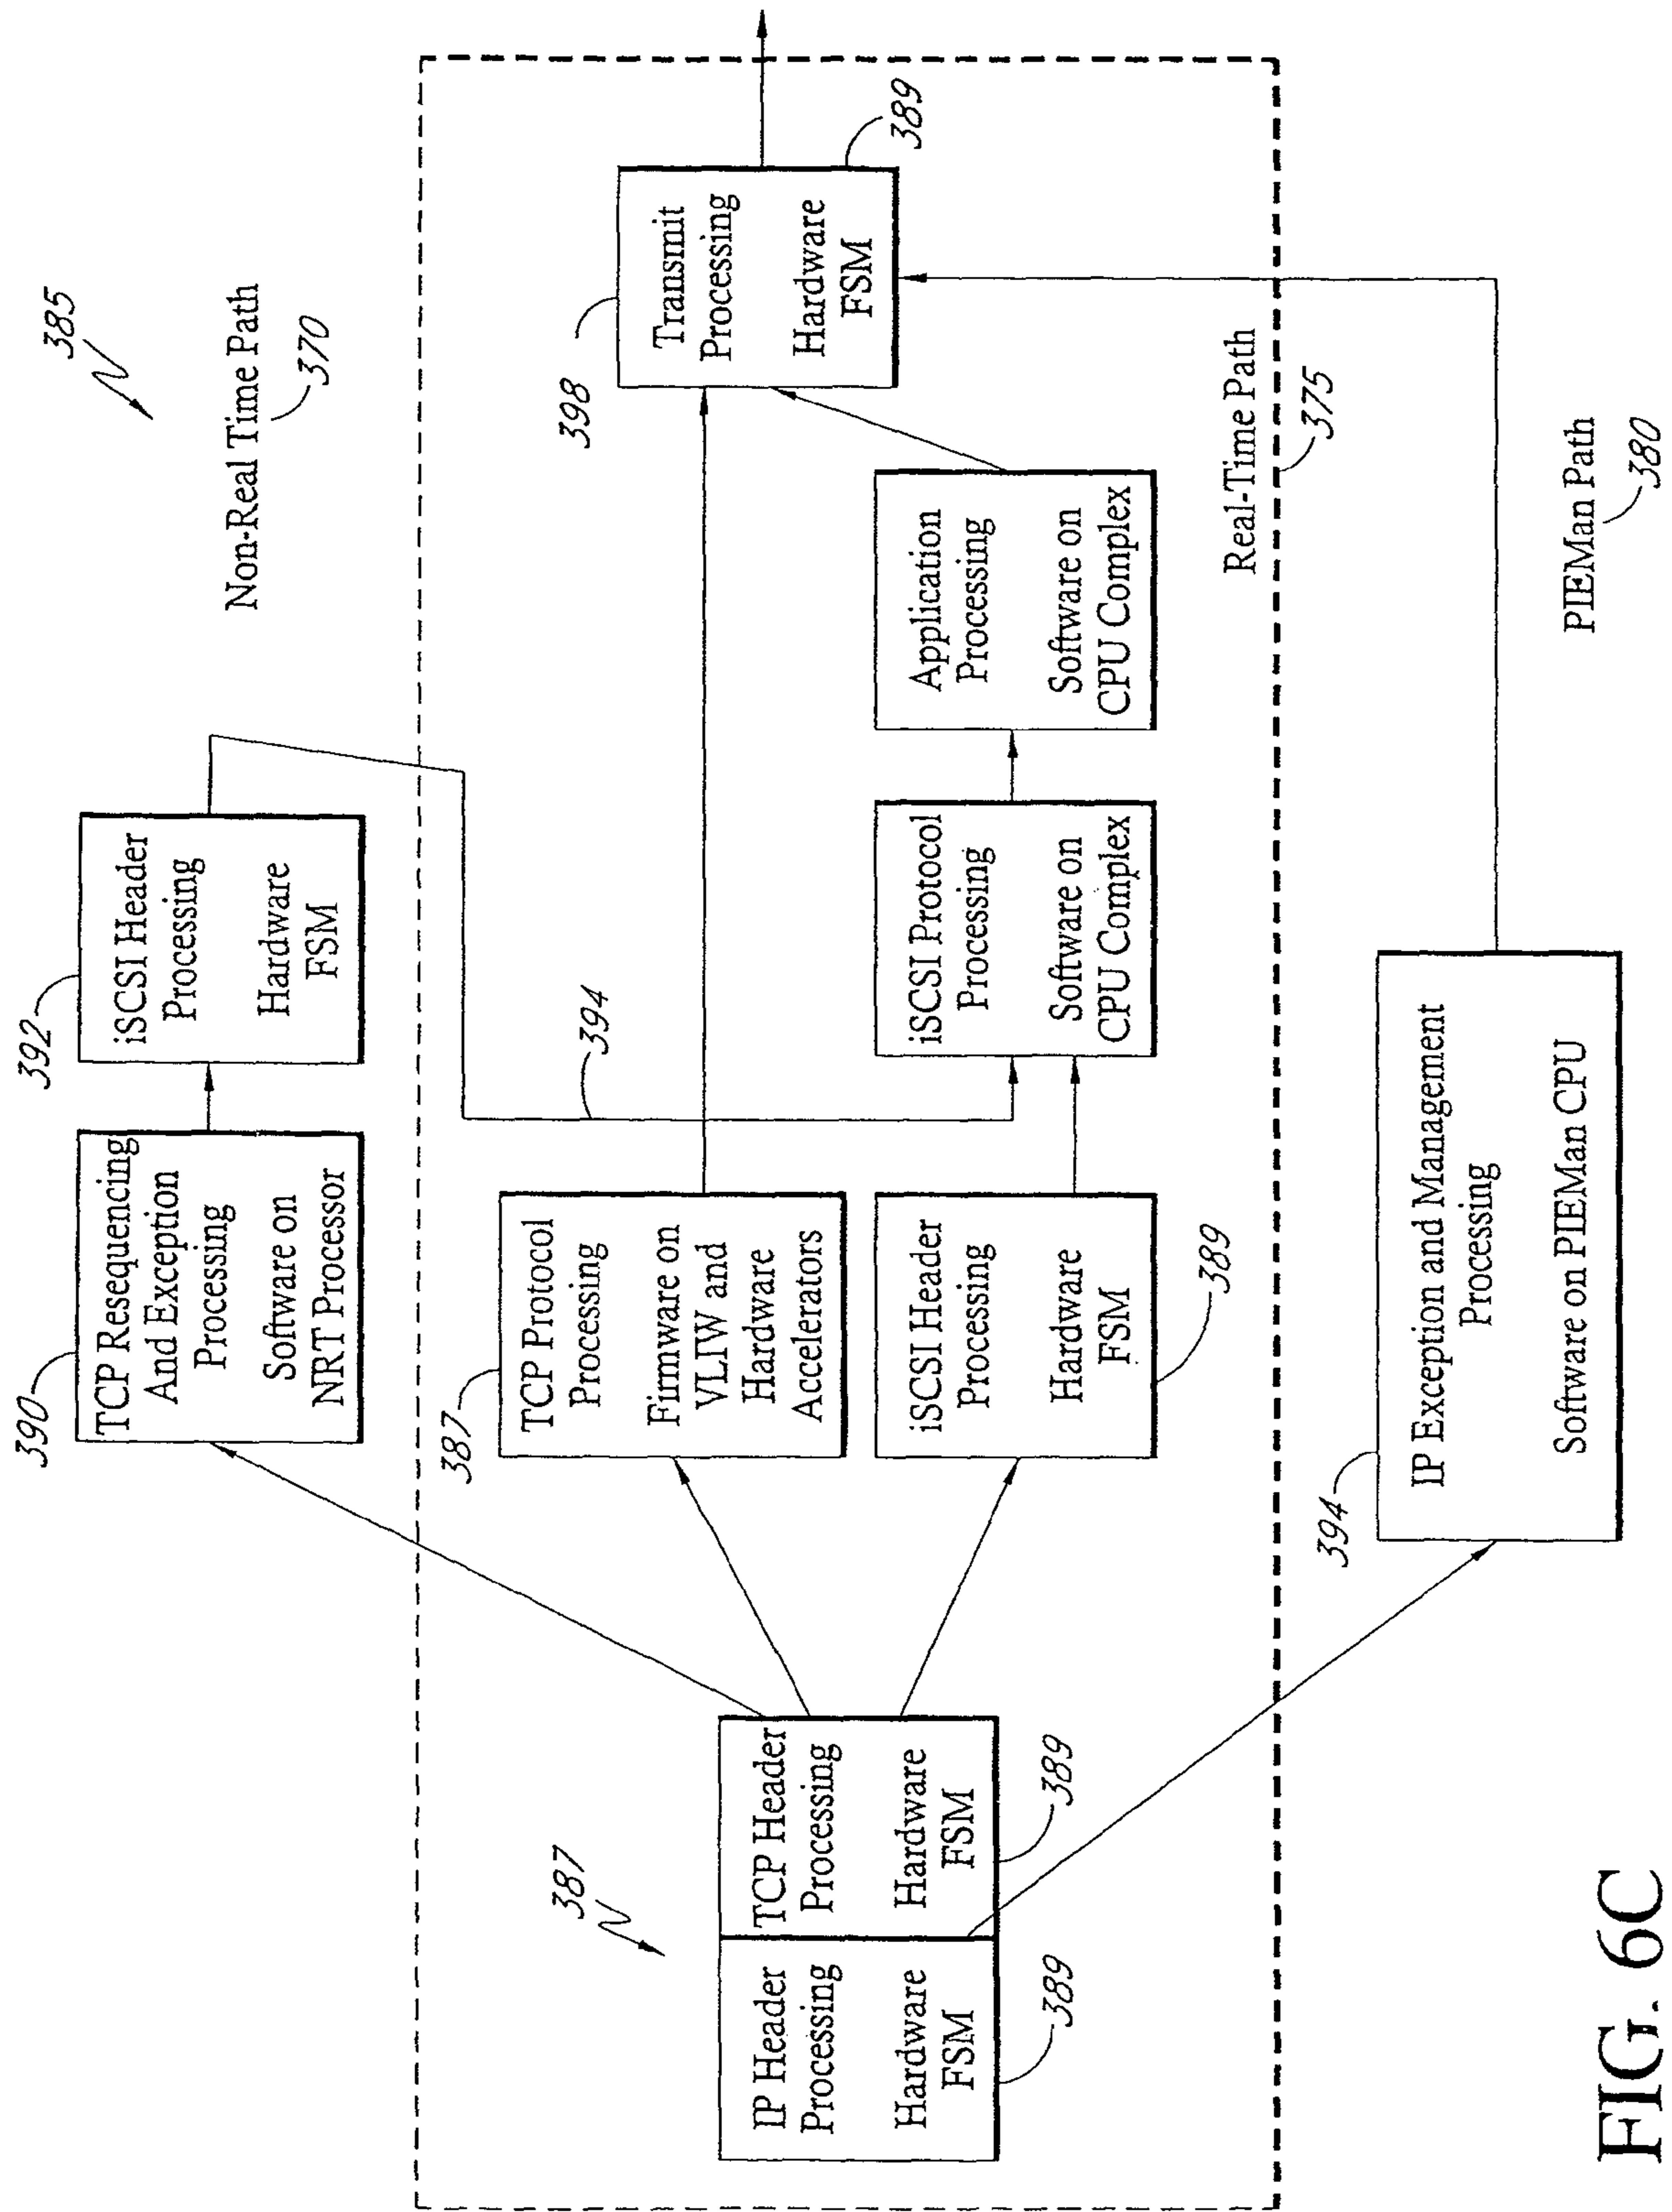 385
Non-Real Time Path
370
390
TCP Resequencing
And Exception
Processing
Software on
NRT Processor
392
iSCSI Header
Processing
Hardware
FSM
387
IP Header
Processing
Hardware
FSM
389
TCP Header
Processing
Hardware
FSM
389
387
TCP Protocol
Processing
Firmware on
VLIW and
Hardware
Accelerators
iSCSI Header
Processing
Hardware
FSM
389
394
iSCSI Protocol
Processing
Software on
CPU Complex
Application
Processing
Software on
CPU Complex
398
Transmit
Processing
Hardware
FSM
389
Real-Time Path
375
394
IP Exception and Management
Processing
Software on PIEMan CPU
PIEMan Path
380
FIG. 6C